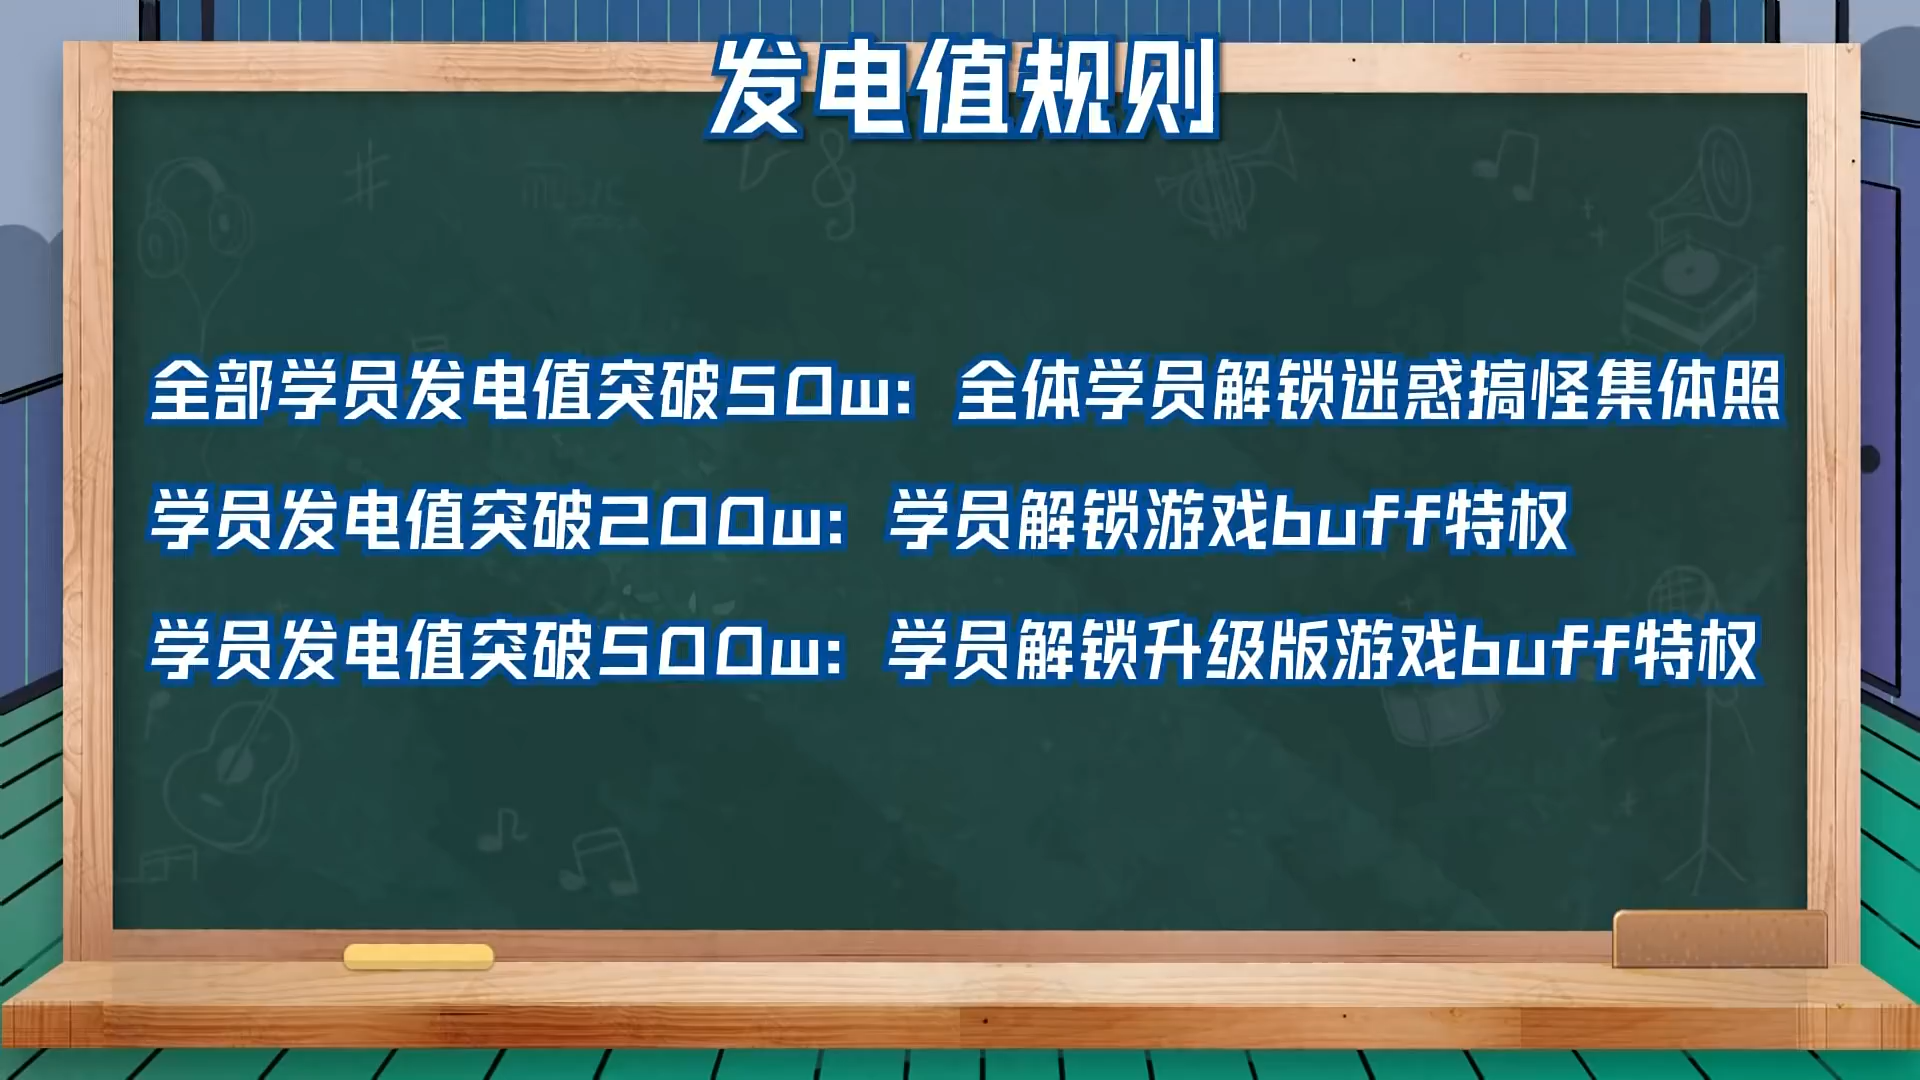 发电值规则
music
全部学员发电值突破50w: 全体学员解锁迷惑搞怪集体照
学员发电值突破200w: 学员解锁游戏buff特权
学员发电值突破500w: 学员解锁升级版游戏buff特权